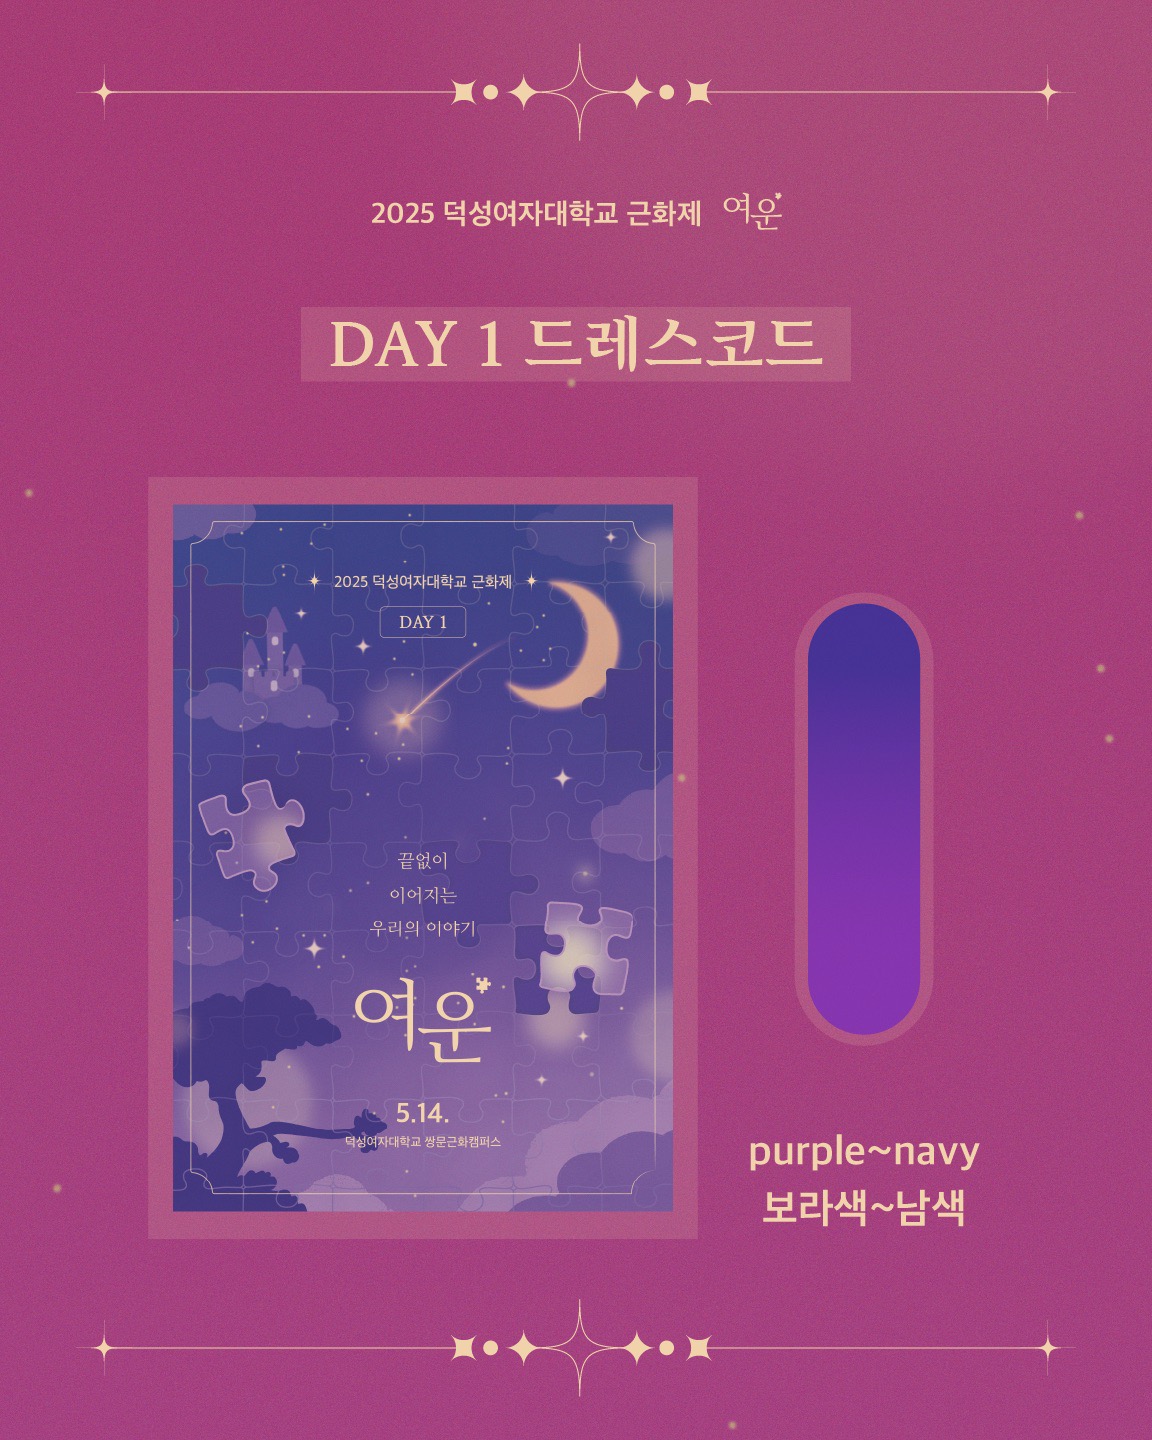 2025 덕성여자대학교 근화제 여운
DAY 1 드레스코드
2025 덕성여자대학교 근화제
DAY 1
끝없이
이어지는
우리의 이야기
여운
5.14.
덕성여자대학교 쌍문근화캠퍼스
purple~navy
보라색~남색